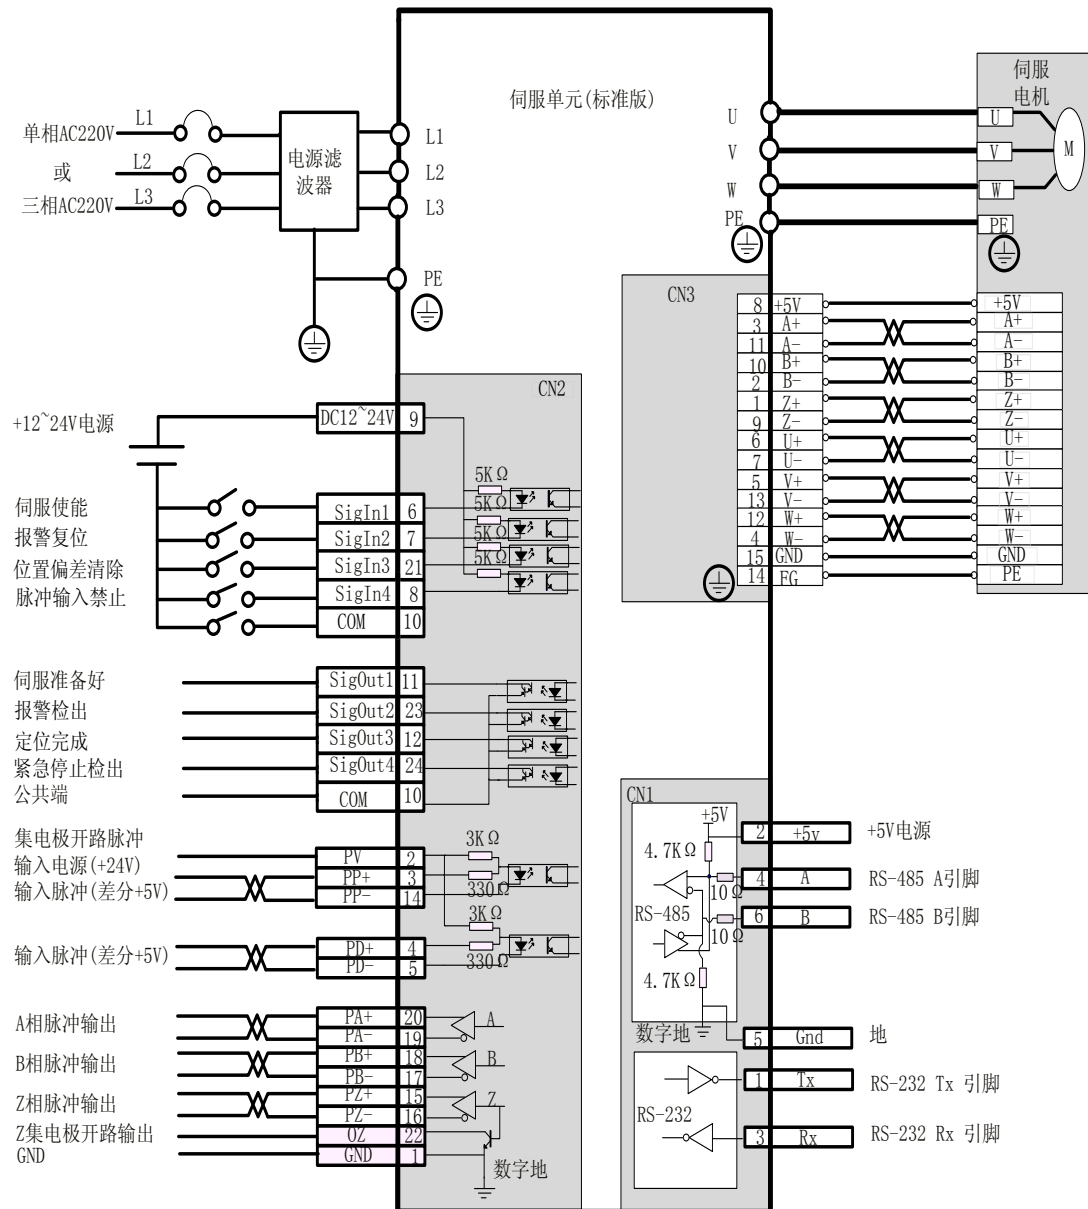 伺服单元(标准版)
单相AC220V
或
三相AC220V
L1
L2
L3
电源滤
波器
L1
L2
L3
PE
U
V
W
PE
伺服
电机
U
V
W
PE
M
CN3
8 +5V
3 A+
11 A-
10 B+
2 B-
1 Z+
9 Z-
6 U+
7 U-
5 V+
13 V-
12 W+
4 W-
15 GND
14 FG
+5V
A+
A-
B+
B-
Z+
Z-
U+
U-
V+
V-
W+
W-
GND
PE
CN2
+12~24V电源
DC12~24V 9
伺服使能
报警复位
位置偏差清除
脉冲输入禁止
SigIn1 6
SigIn2 7
SigIn3 21
SigIn4 8
COM 10
5KΩ
5KΩ
5KΩ
5KΩ
伺服准备好
报警检出
定位完成
紧急停止检出
公共端
SigOut1 11
SigOut2 23
SigOut3 12
SigOut4 24
COM 10
集电极开路脉冲
输入电源(+24V)
输入脉冲(差分+5V)
PV 2
PP+ 3
PP- 14
3KΩ
330Ω
输入脉冲(差分+5V)
PD+ 4
PD- 5
3KΩ
330Ω
A相脉冲输出
B相脉冲输出
Z相脉冲输出
Z集电极开路输出
GND
PA+ 20
PA- 19
PB+ 18
PB- 17
PZ+ 15
PZ- 16
OZ 22
GND 1
A
B
Z
数字地
CN1
+5V
4.7KΩ
10Ω
RS-485
10Ω
4.7KΩ
数字地
RS-232
2 +5v +5V电源
4 A RS-485 A引脚
6 B RS-485 B引脚
5 Gnd 地
1 Tx RS-232 Tx 引脚
3 Rx RS-232 Rx 引脚